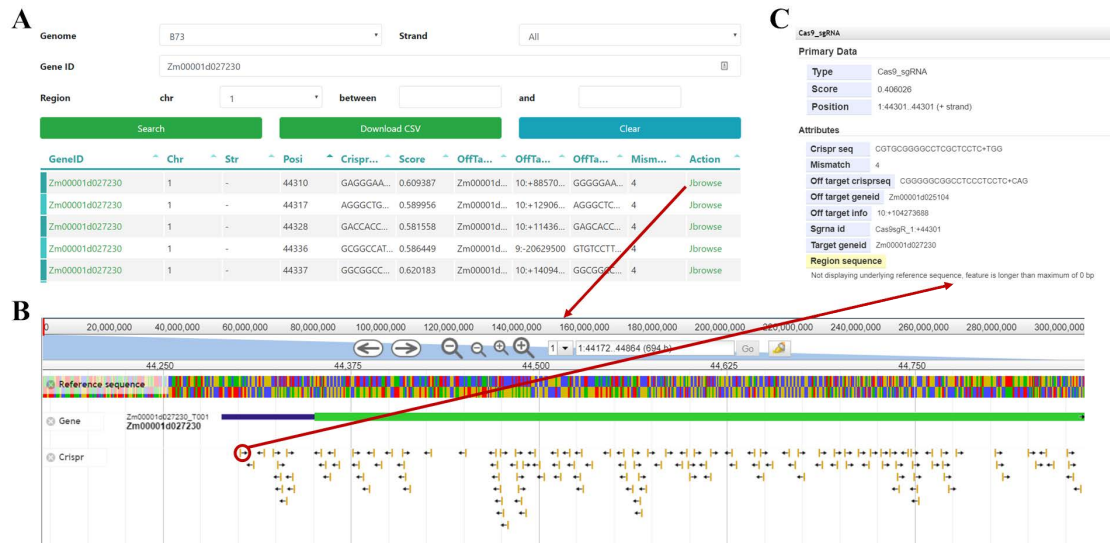 A
Genome B73 Strand All
Gene ID Zm00001d027230
Region chr 1 between and
Search Download CSV Clear
GeneID Chr Str Posi Crispr... Score OffTa... OffTa... OffTa... Mism... Action
Zm00001d027230 1 - 44310 GAGGGAA... 0.609387 Zm00001d... 10:+88570... GGGGGAA... 4 Jbrowse
Zm00001d027230 1 - 44317 AGGGCTG... 0.589956 Zm00001d... 10:+12906... AGGGCTC... 4 Jbrowse
Zm00001d027230 1 - 44328 GACCACC... 0.581558 Zm00001d... 10:+11436... GAGCACC... 4 Jbrowse
Zm00001d027230 1 - 44336 GCGGCCAT... 0.586449 Zm00001d... 9:-20629500 GTGTCCTT... 4 Jbrowse
Zm00001d027230 1 - 44337 GGCGGCC... 0.620183 Zm00001d... 10:+14094... GGCGGCC... 4 Jbrowse
C
Cas9_sgRNA
Primary Data
Type Cas9_sgRNA
Score 0.406026
Position 1:44301..44301 (+ strand)
Attributes
Crispr seq CGTGCGGGGCCTCGCTCCTC+TGG
Mismatch 4
Off target crisprseq CGGGGGCGGCCTCCCTCCTC+CAG
Off target geneid Zm00001d025104
Off target info 10:+104273688
Sgrna id Cas9sgR_1:+44301
Target geneid Zm00001d027230
Region sequence
Not displaying underlying reference sequence, feature is longer than maximum of 0 bp
B
0 20,000,000 40,000,000 60,000,000 80,000,000 100,000,000 120,000,000 140,000,000 160,000,000 180,000,000 200,000,000 220,000,000 240,000,000 260,000,000 280,000,000 300,000,000
1 1:44172..44864 (694 b) Go
44,250 44,375 44,500 44,625 44,750
Reference sequence
Gene Zm00001d027230_T001
Zm00001d027230
Crispr